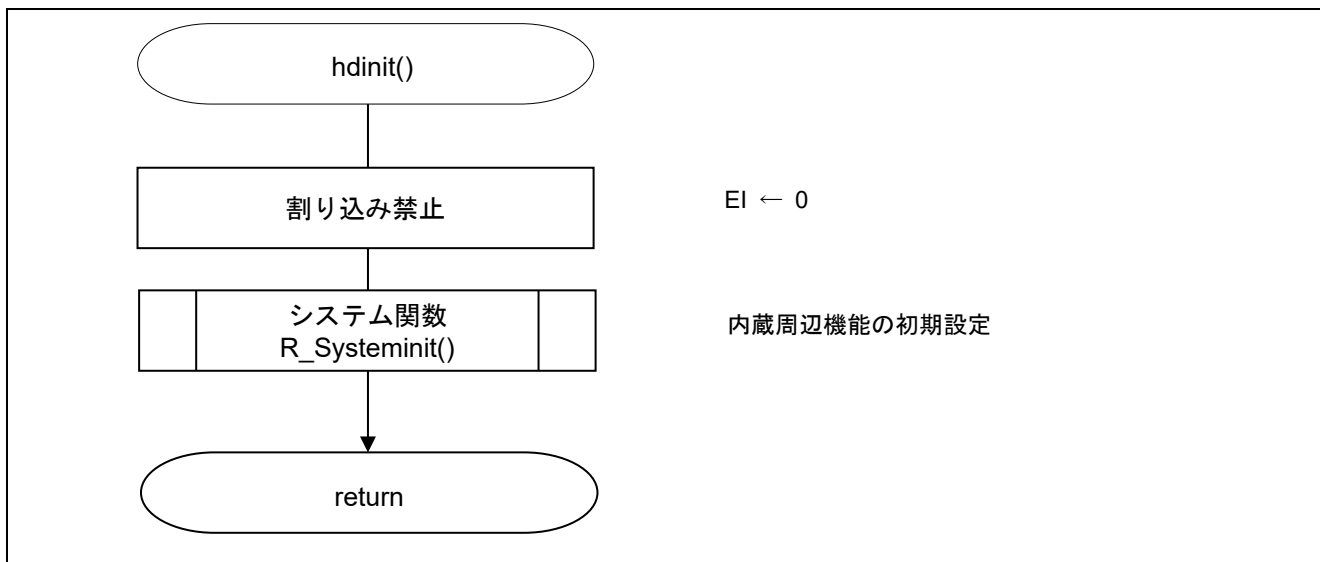 hdinit()
割り込み禁止
EI ← 0
システム関数
R_Systeminit()
内蔵周辺機能の初期設定
return